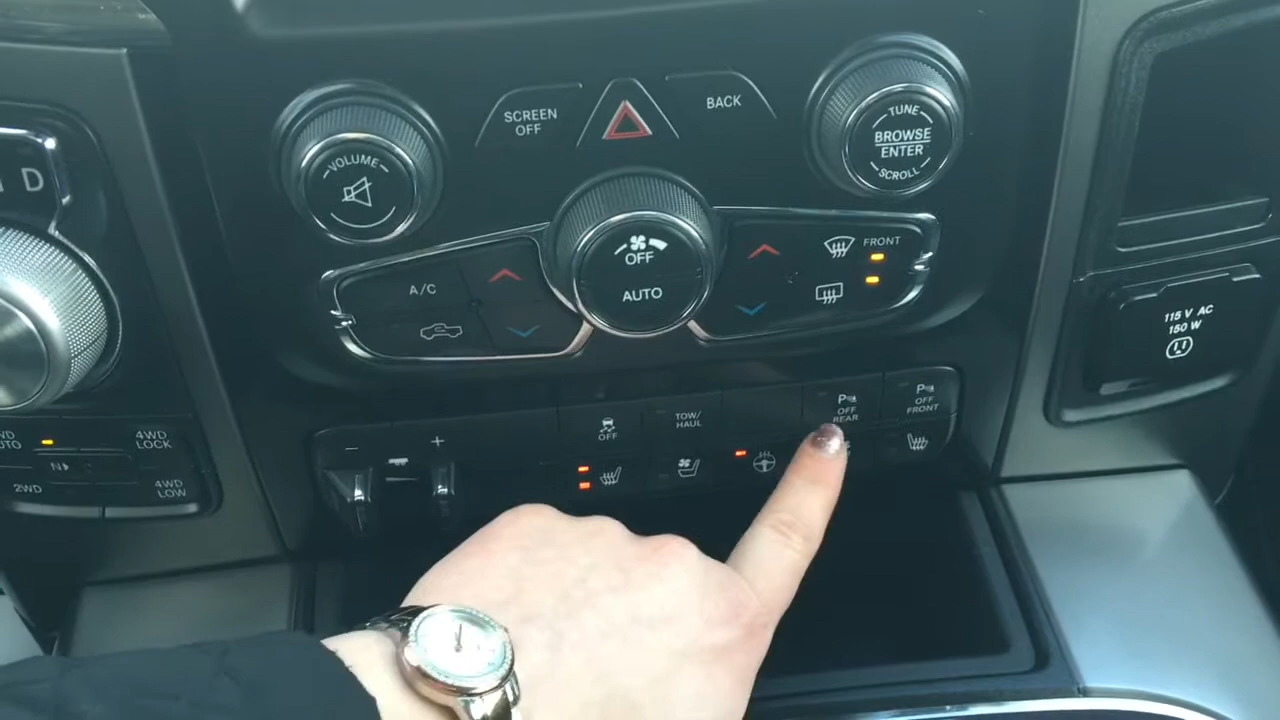 D
VOLUME
SCREEN
OFF
BACK
TUNE
BROWSE
ENTER
SCROLL
A/C
OFF
AUTO
FRONT
115 V AC
150 W
4WD
LOCK
N
2WD
4WD
LOW
- +
OFF
TOW/
HAUL
P
OFF
REAR
P
OFF
FRONT